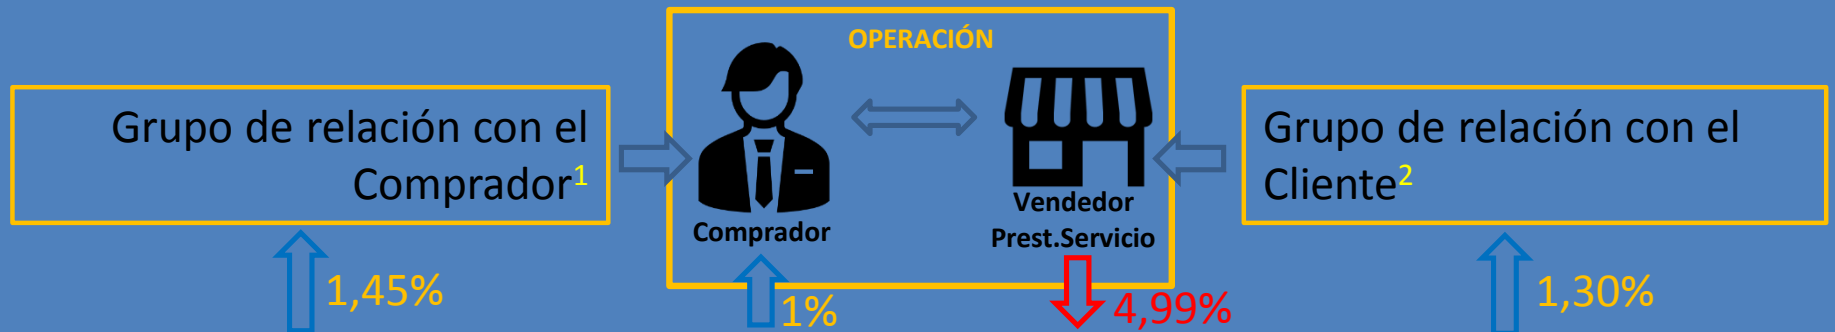 OPERACIÓN
Grupo de relación con el
Comprador1
Comprador
Vendedor
Prest.Servicio
Grupo de relación con el
Cliente2
1,45%
1%
4,99%
1,30%